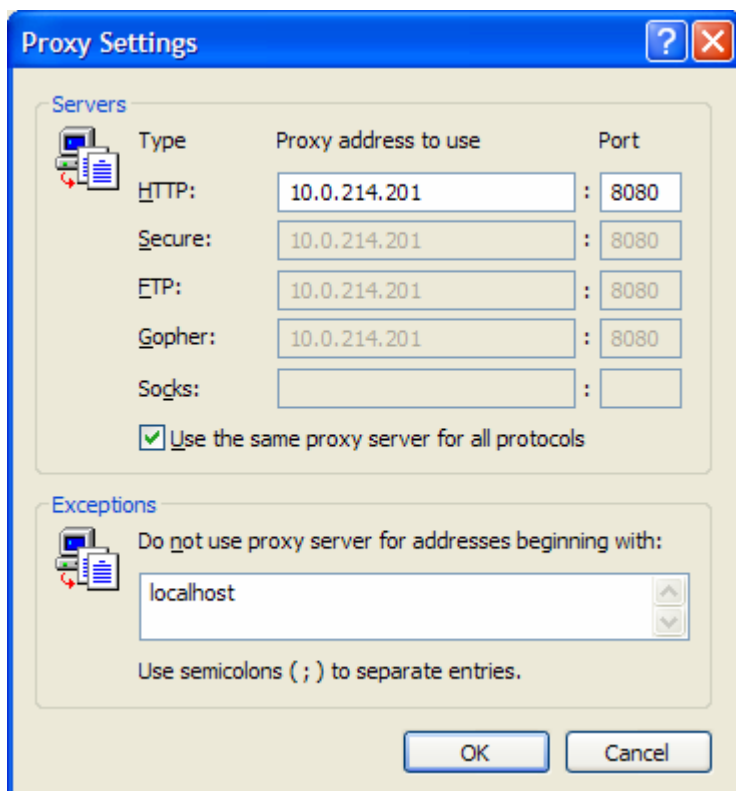 Proxy Settings
Servers
Type Proxy address to use Port
HTTP: 10.0.214.201 : 8080
Secure: 10.0.214.201 : 8080
FTP: 10.0.214.201 : 8080
Gopher: 10.0.214.201 : 8080
Socks: :
Use the same proxy server for all protocols
Exceptions
Do not use proxy server for addresses beginning with:
localhost
Use semicolons ( ; ) to separate entries.
OK Cancel